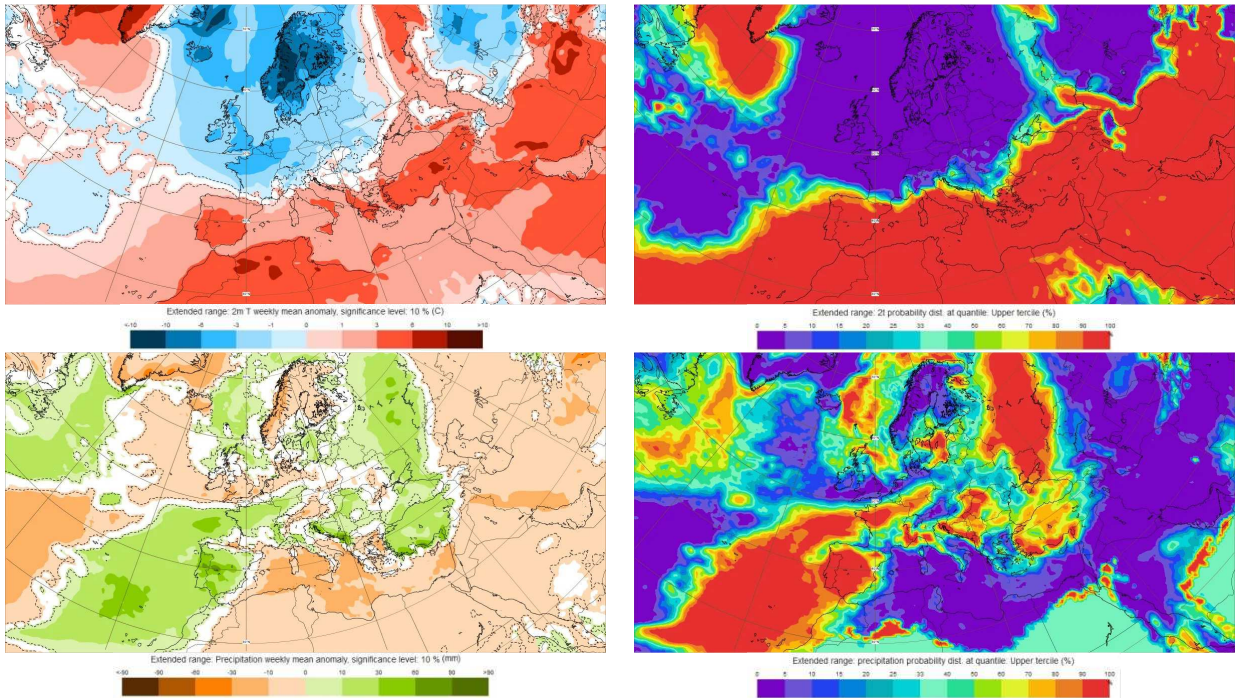 Extended range: 2m T weekly mean anomaly, significance level: 10 % (C)
<-10 -10 -6 -3 -1 0 1 3 6 10 >10
Extended range: 2t probability dist. at quantile: Upper tercile (%)
0 5 10 15 20 25 30 40 50 60 70 80 90 100
%
Extended range: Precipitation weekly mean anomaly, significance level: 10 % (mm)
<-90 -90 -60 -30 -10 0 10 30 60 90 >90
Extended range: precipitation probability dist. at quantile: Upper tercile (%)
0 5 10 15 20 25 30 40 50 60 70 80 90 100
%